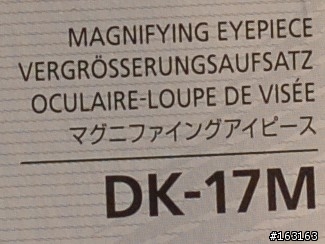 MAGNIFYING EYEPIECE
VERGRÖSSERUNGSAUFSATZ
OCULAIRE-LOUPE DE VISÉE
マグニファイングアイピース
DK-17M
#163163